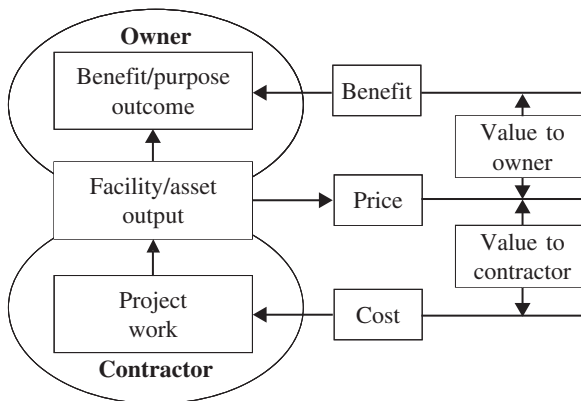 Owner
Benefit/purpose
outcome
Benefit
Value to
owner
Facility/asset
output
Price
Value to
contractor
Project
work
Cost
Contractor